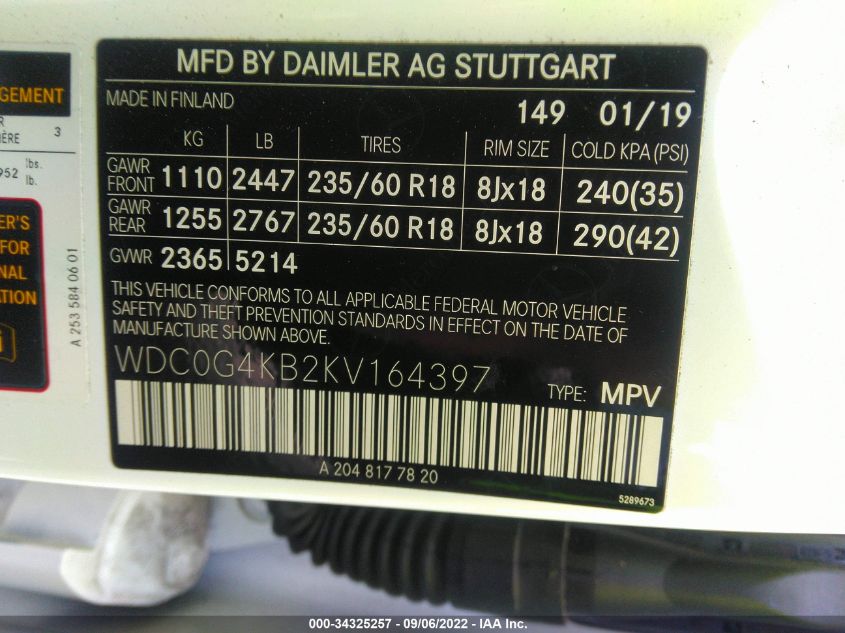 MFD BY DAIMLER AG STUTTGART
MADE IN FINLAND 149 01/19
KG LB TIRES RIM SIZE COLD KPA (PSI)
GAWR FRONT 1110 2447 235/60 R18 8Jx18 240(35)
GAWR REAR 1255 2767 235/60 R18 8Jx18 290(42)
GVWR 2365 5214
THIS VEHICLE CONFORMS TO ALL APPLICABLE FEDERAL MOTOR VEHICLE
SAFETY AND THEFT PREVENTION STANDARDS IN EFFECT ON THE DATE OF
MANUFACTURE SHOWN ABOVE.
WDC0G4KB2KV164397
TYPE: MPV
A 204 817 78 20
5289673
GEMENT
R
IÈRE 3
952 lbs.
lb.
ER'S
FOR
NAL
ATION
A 253 584 06 01
000-34325257 - 09/06/2022 - IAA Inc.